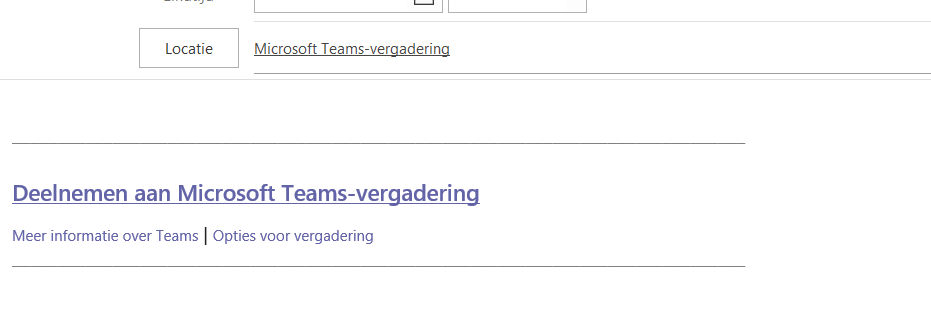 Locatie
Microsoft Teams-vergadering
Deelnemen aan Microsoft Teams-vergadering
Meer informatie over Teams | Opties voor vergadering